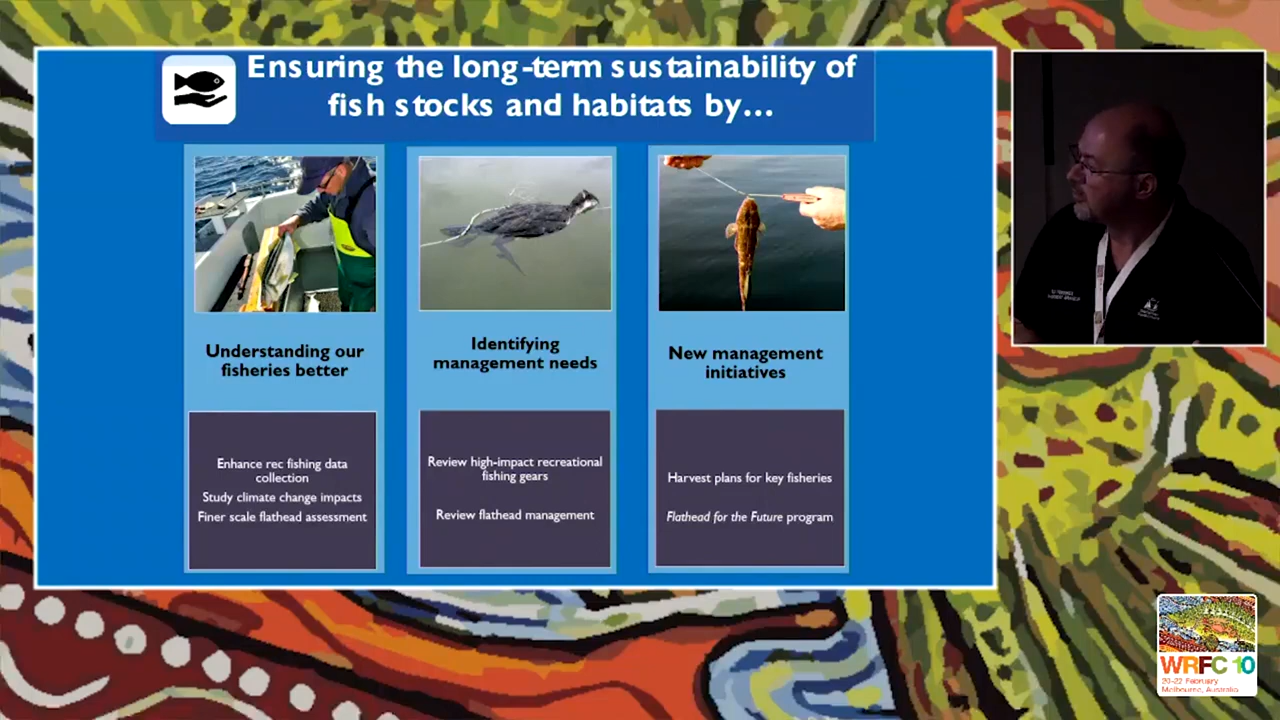 Ensuring the long-term sustainability of
fish stocks and habitats by...
Understanding our
fisheries better
Identifying
management needs
New management
initiatives
Enhance rec fishing data
collection
Study climate change impacts
Finer scale flathead assessment
Review high-impact recreational
fishing gears
Review flathead management
Harvest plans for key fisheries
Flathead for the Future program
WRFC 10
20-22 February
Melbourne, Australia